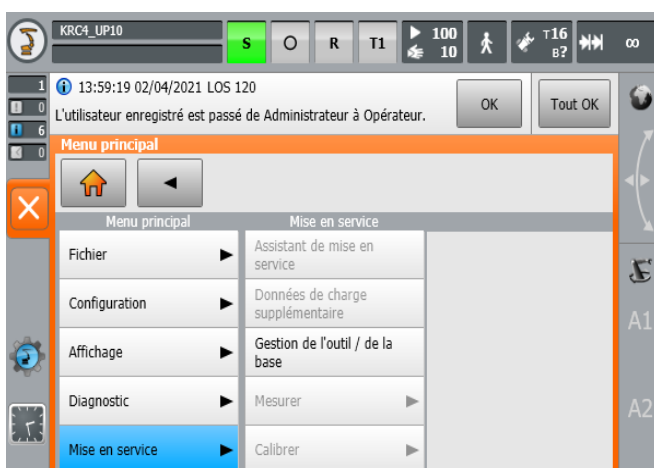 KRC4_UP10
S
O
R
T1
100
10
T16
B?
∞
1
0
6
0
13:59:19 02/04/2021 LOS 120
L'utilisateur enregistré est passé de Administrateur à Opérateur.
OK
Tout OK
Menu principal
Menu principal
Mise en service
Fichier
Assistant de mise en
service
Configuration
Données de charge
supplémentaire
Affichage
Gestion de l'outil / de la
base
Diagnostic
Mesurer
Mise en service
Calibrer
A1
A2